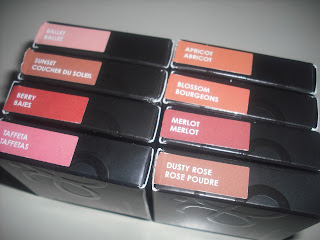 BALLET
BALLET
SUNSET
COUCHER DU SOLEIL
BERRY
BAIES
TAFFETA
TAFFETAS
APRICOT
ABRICOT
BLOSSOM
BOURGEONS
MERLOT
MERLOT
DUSTY ROSE
ROSE POUDRE